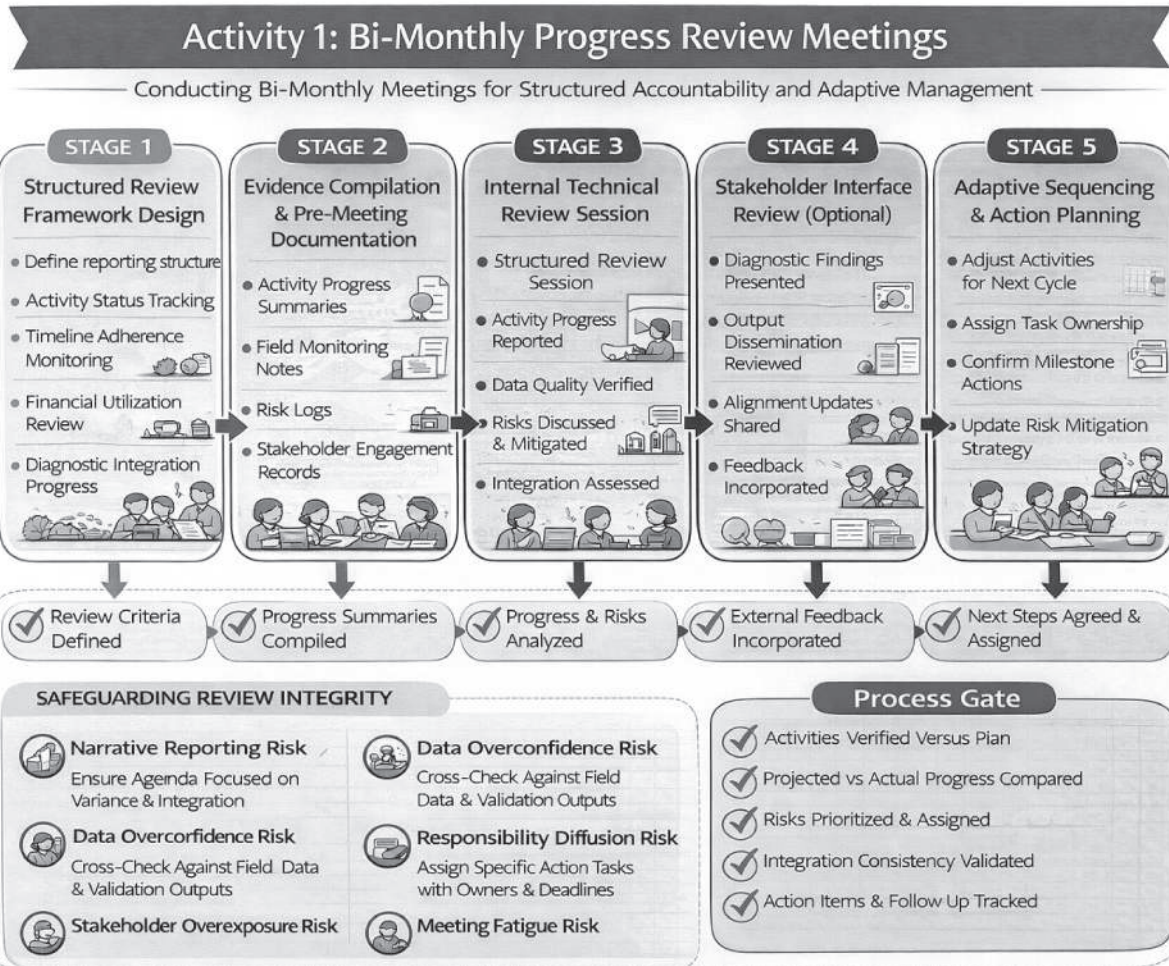 Activity 1: Bi-Monthly Progress Review Meetings
Conducting Bi-Monthly Meetings for Structured Accountability and Adaptive Management
STAGE 1
Structured Review
Framework Design
Define reporting structure
Activity Status Tracking
Timeline Adherence
Monitoring
Financial Utilization
Review
Diagnostic Integration
Progress
STAGE 2
Evidence Compilation
& Pre-Meeting
Documentation
Activity Progress
Summaries
Field Monitoring
Notes
Risk Logs
Stakeholder Engagement
Records
STAGE 3
Internal Technical
Review Session
Structured Review
Session
Activity Progress
Reported
Data Quality Verified
Risks Discussed
& Mitigated
Integration Assessed
STAGE 4
Stakeholder Interface
Review (Optional)
Diagnostic Findings
Presented
Output
Dissemination
Reviewed
Alignment Updates
Shared
Feedback
Incorporated
STAGE 5
Adaptive Sequencing
& Action Planning
Adjust Activities
for Next Cycle
Assign Task Ownership
Confirm Milestone
Actions
Update Risk Mitigation
Strategy
Review Criteria
Defined
Progress Summaries
Compiled
Progress & Risks
Analyzed
External Feedback
Incorporated
Next Steps Agreed &
Assigned
SAFEGUARDING REVIEW INTEGRITY
Narrative Reporting Risk
Ensure Agenda Focused on
Variance & Integration
Data Overcorfidence Risk
Cross-Check Against Field Data
& Validation Outputs
Stakeholder Overexposure Risk
Data Overconfidence Risk
Cross-Check Against Field
Data & Validation Outputs
Responsibility Diffusion Risk
Assign Specific Action Tasks
with Owners & Deadlines
Meeting Fatigue Risk
Process Gate
Activities Verified Versus Plan
Projected vs Actual Progress Compared
Risks Prioritized & Assigned
Integration Consistency Validated
Action Items & Follow Up Tracked